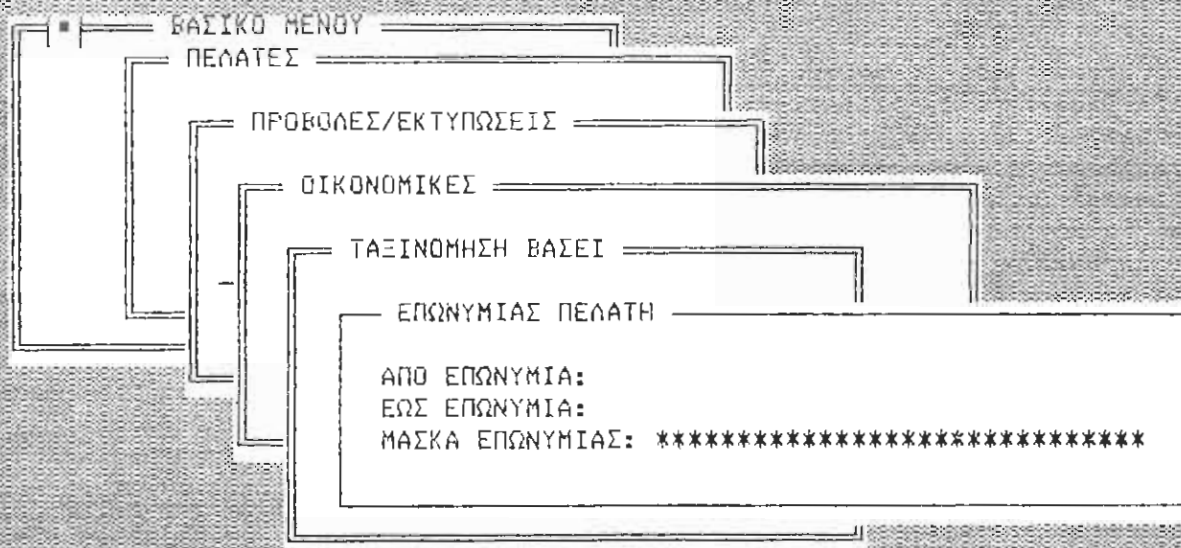 ΒΑΣΙΚΟ ΜΕΝΟΥ
ΠΕΛΑΤΕΣ
ΠΡΟΒΟΛΕΣ/ΕΚΤΥΠΩΣΕΙΣ
ΟΙΚΟΝΟΜΙΚΕΣ
ΤΑΞΙΝΟΜΗΣΗ ΒΑΣΕΙ
ΕΠΩΝΥΜΙΑΣ ΠΕΛΑΤΗ
ΑΠΟ ΕΠΩΝΥΜΙΑ:
ΕΩΣ ΕΠΩΝΥΜΙΑ:
ΜΑΣΚΑ ΕΠΩΝΥΜΙΑΣ: ******************************